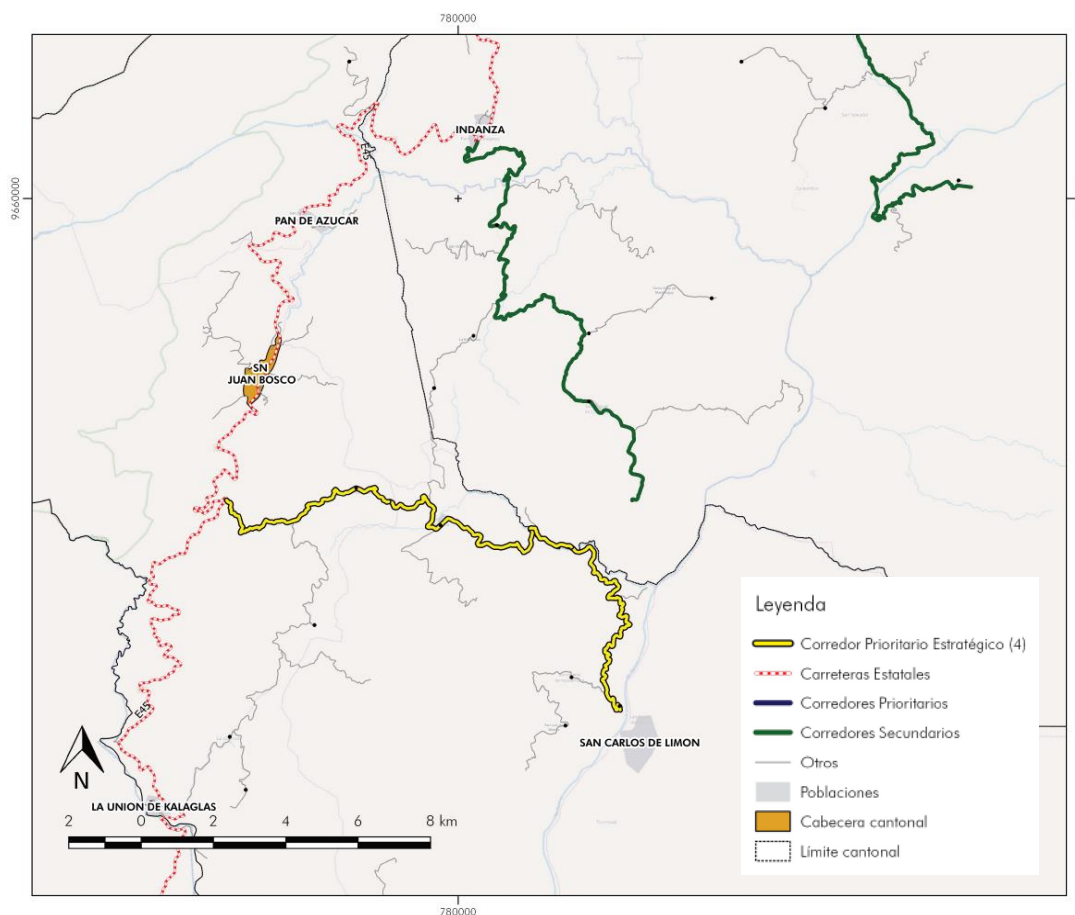 780000
9660000
INDANZA
E45
PAN DE AZUCAR
SN
JUAN BOSCO
E45
SAN CARLOS DE LIMON
LA UNION DE KALAGLAS
N
2 0 2 4 6 8 km
Leyenda
Corredor Prioritario Estratégico (4)
Carreteras Estatales
Corredores Prioritarios
Corredores Secundarios
Otros
Poblaciones
Cabecera cantonal
Límite cantonal
780000